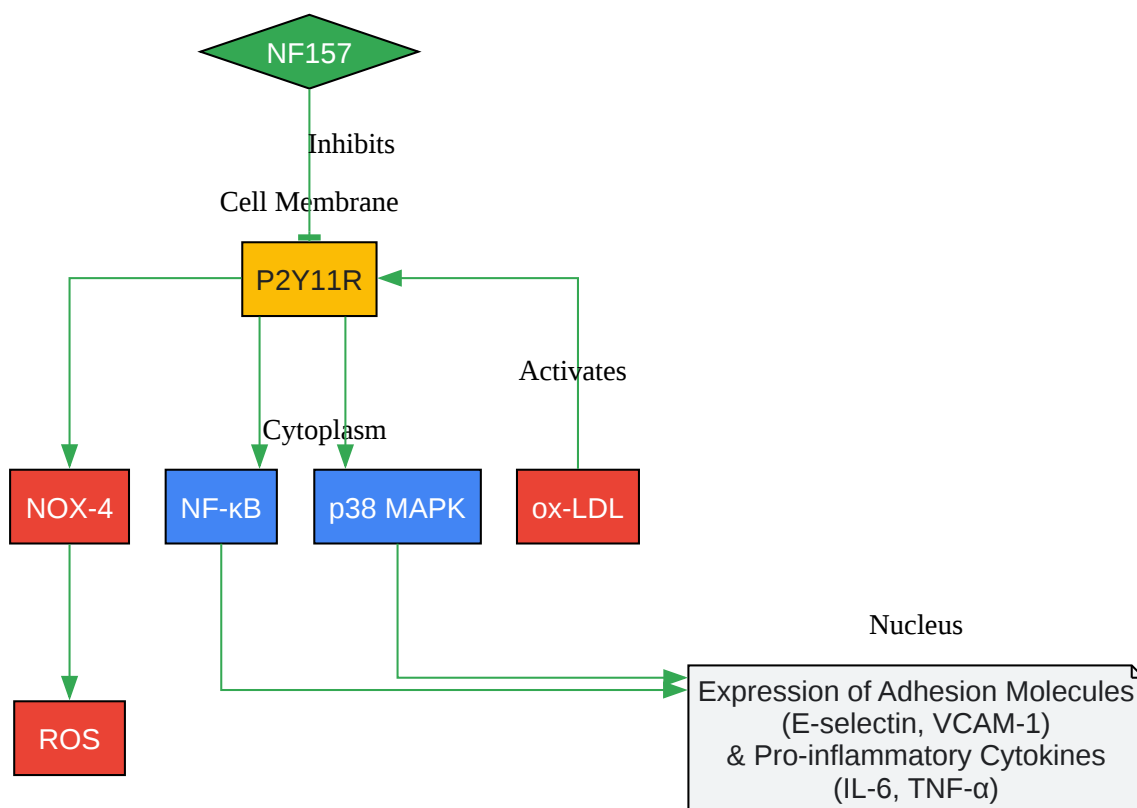 NF157
Inhibits
Cell Membrane
P2Y11R
Activates
Cytoplasm
NOX-4
NF-κB
p38 MAPK
ox-LDL
Nucleus
Expression of Adhesion Molecules
(E-selectin, VCAM-1)
& Pro-inflammatory Cytokines
(IL-6, TNF-α)
ROS